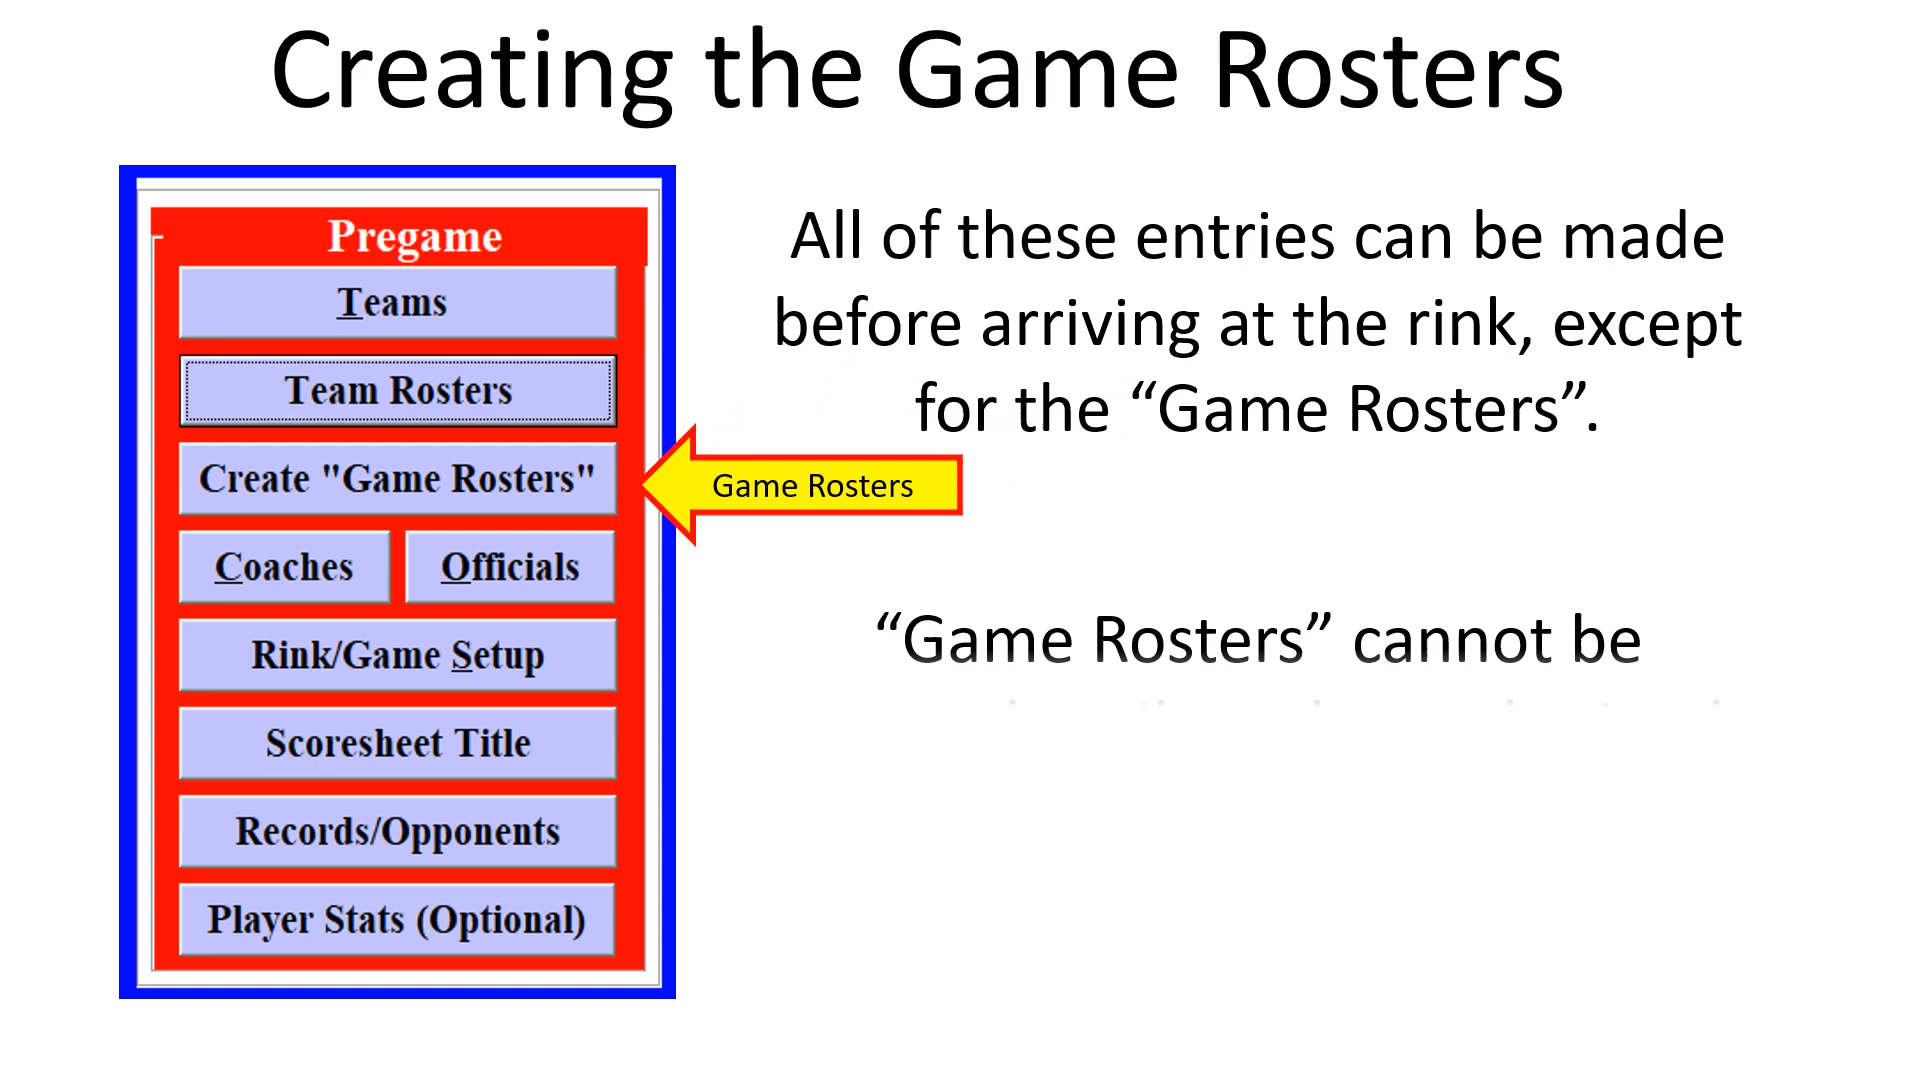 Creating the Game Rosters
Pregame
Teams
Team Rosters
Create "Game Rosters"
Coaches
Officials
Rink/Game Setup
Scoresheet Title
Records/Opponents
Player Stats (Optional)
All of these entries can be made
before arriving at the rink, except
for the “Game Rosters”.
Game Rosters
“Game Rosters” cannot be